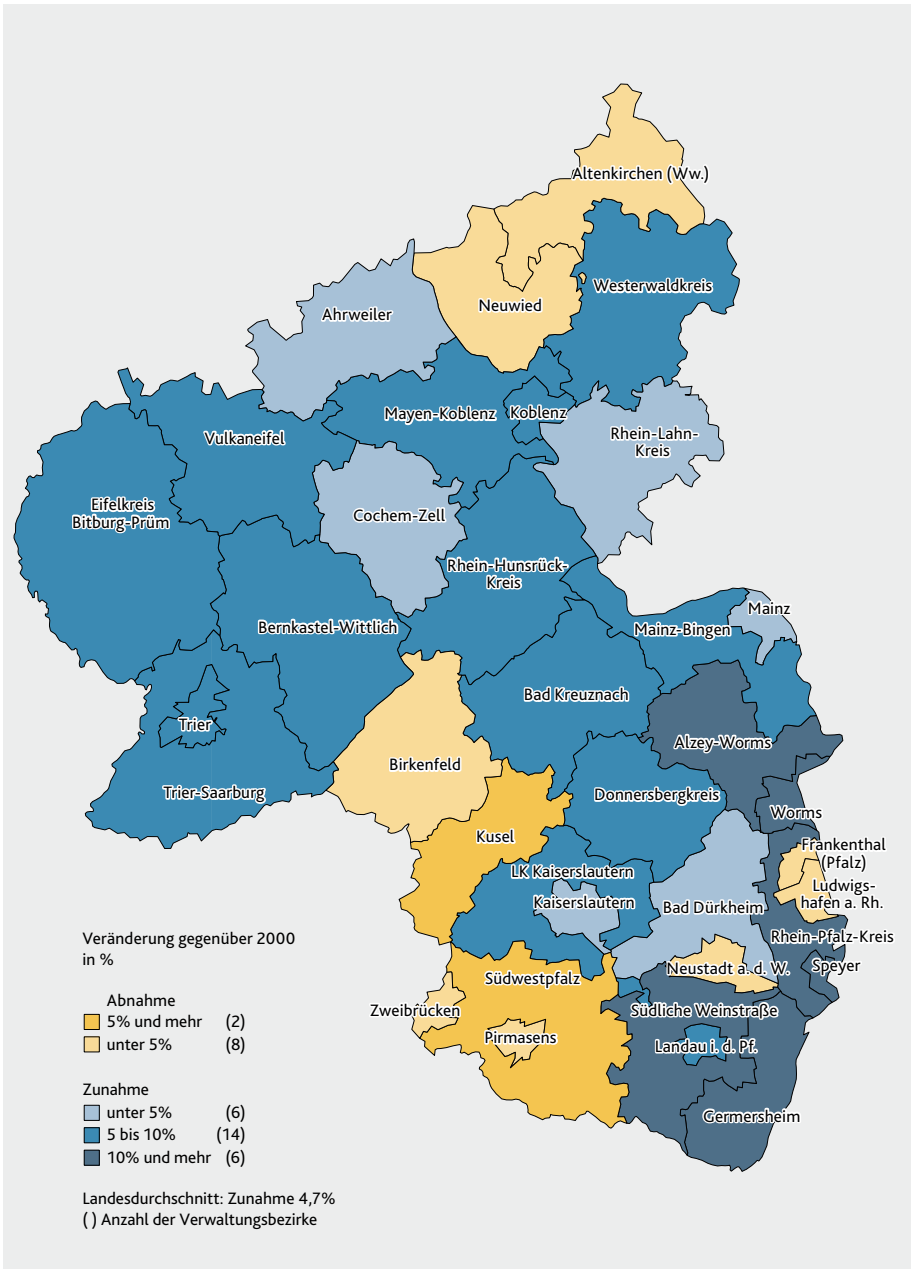 Altenkirchen (Ww.)
Westerwaldkreis
Neuwied
Ahrweiler
Mayen-Koblenz
Koblenz
Rhein-Lahn-
Kreis
Vulkaneifel
Eifelkreis
Bitburg-Prüm
Cochem-Zell
Rhein-Hunsrück-
Kreis
Mainz
Mainz-Bingen
Bernkastel-Wittlich
Bad Kreuznach
Trier
Alzey-Worms
Birkenfeld
Trier-Saarburg
Donnersbergkreis
Worms
Kusel
Frankenthal
(Pfalz)
LK Kaiserslautern
Ludwigs-
hafen a. Rh.
Kaiserslautern
Bad Dürkheim
Rhein-Pfalz-Kreis
Neustadt a. d. W.
Speyer
Südwestpfalz
Zweibrücken
Südliche Weinstraße
Pirmasens
Landau i. d. Pf.
Germersheim
Veränderung gegenüber 2000
in %
Abnahme
5% und mehr (2)
unter 5% (8)
Zunahme
unter 5% (6)
5 bis 10% (14)
10% und mehr (6)
Landesdurchschnitt: Zunahme 4,7%
( ) Anzahl der Verwaltungsbezirke